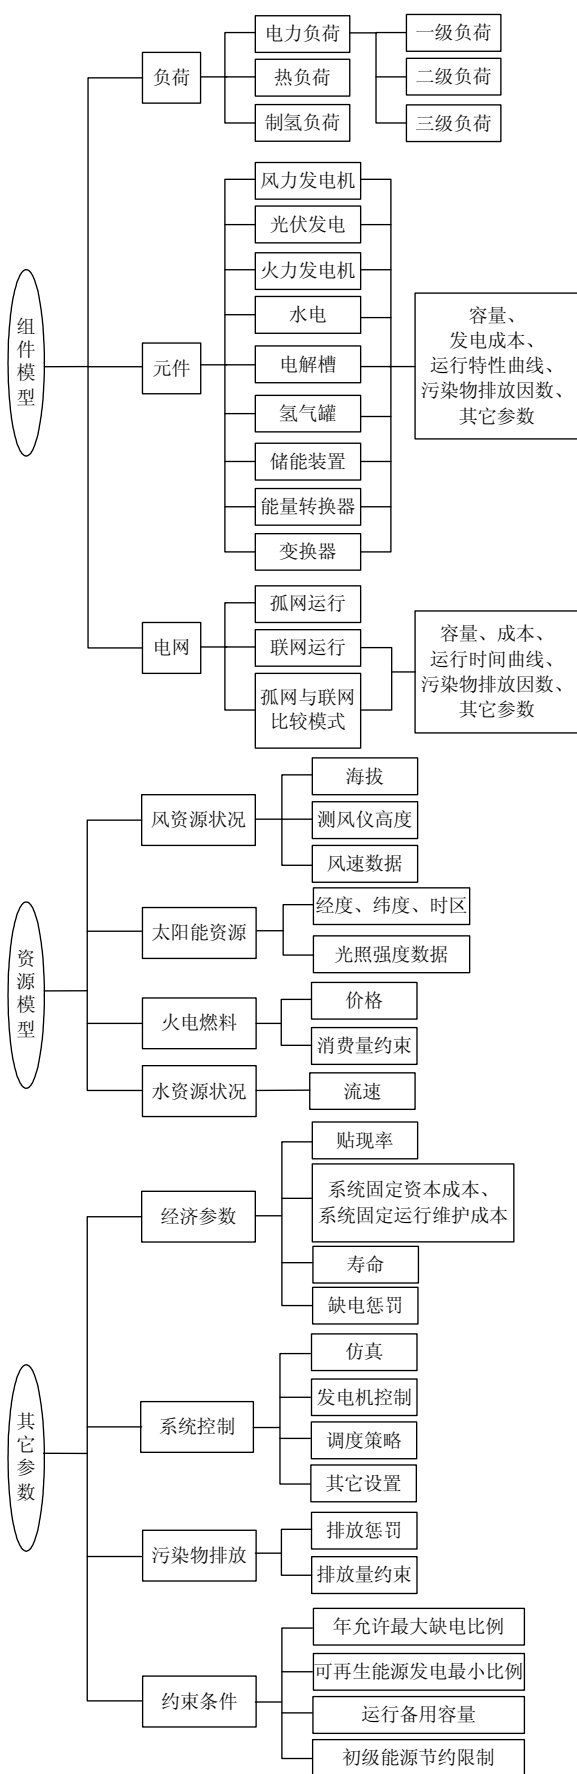 组件模型
负荷
电力负荷
一级负荷
二级负荷
三级负荷
热负荷
制氢负荷
元件
风力发电机
光伏发电
火力发电机
水电
电解槽
氢气罐
储能装置
能量转换器
变换器
容量、
发电成本、
运行特性曲线、
污染物排放因数、
其它参数
电网
孤网运行
联网运行
孤网与联网
比较模式
容量、成本、
运行时间曲线、
污染物排放因数、
其它参数
资源模型
风资源状况
海拔
测风仪高度
风速数据
太阳能资源
经度、纬度、时区
光照强度数据
火电燃料
价格
消费量约束
水资源状况
流速
其它参数
经济参数
贴现率
系统固定资本成本、
系统固定运行维护成本
寿命
缺电惩罚
系统控制
仿真
发电机控制
调度策略
其它设置
污染物排放
排放惩罚
排放量约束
约束条件
年允许最大缺电比例
可再生能源发电最小比例
运行备用容量
初级能源节约限制